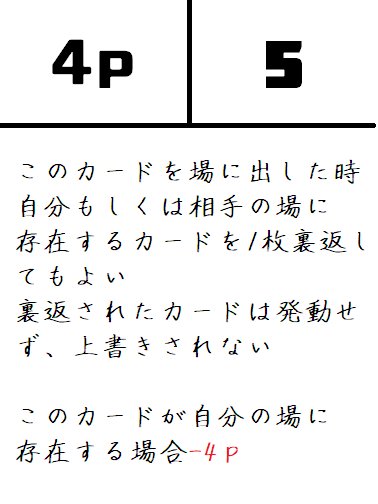 4p 5
このカードを場に出した時
自分もしくは相手の場に
存在するカードを1枚裏返し
てもよい
裏返されたカードは発動せ
ず、上書きされない
このカードが自分の場に
存在する場合-4p